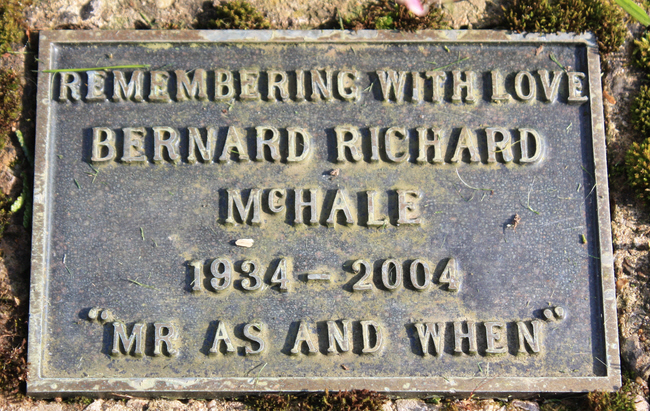 REMEMBERING WITH LOVE
BERNARD RICHARD
McHALE
1934 – 2004
“MR AS AND WHEN“